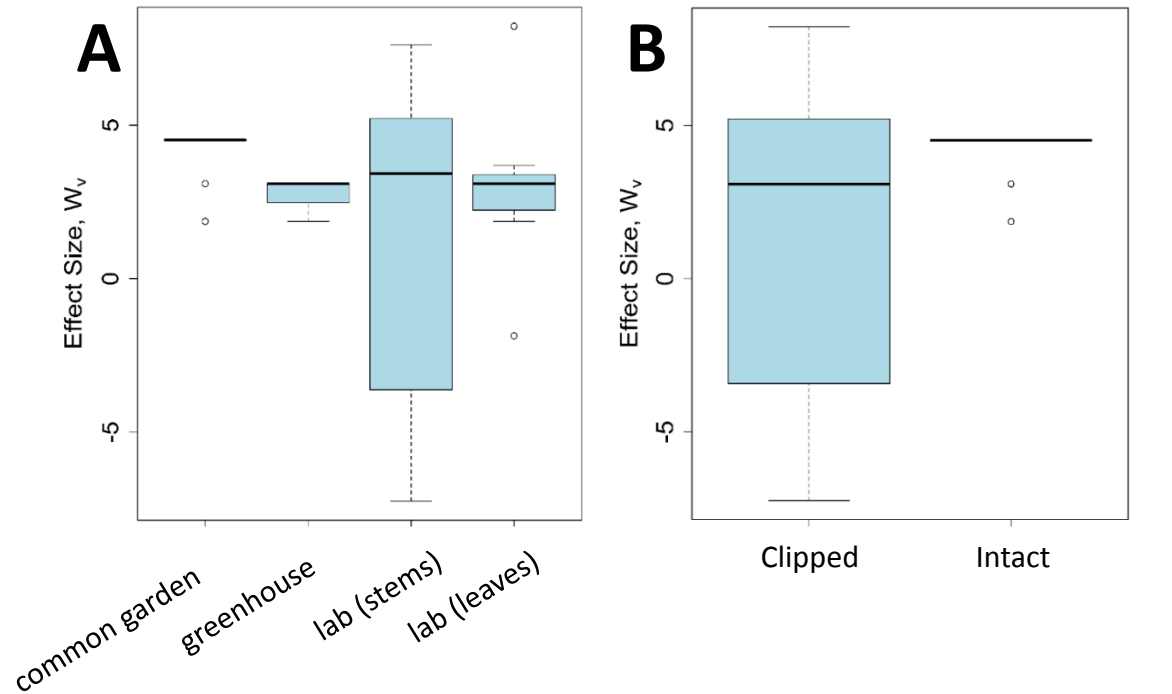 A
B
Effect Size, Wv
5
0
-5
common garden
greenhouse
lab (stems)
lab (leaves)
Effect Size, Wv
5
0
-5
Clipped
Intact